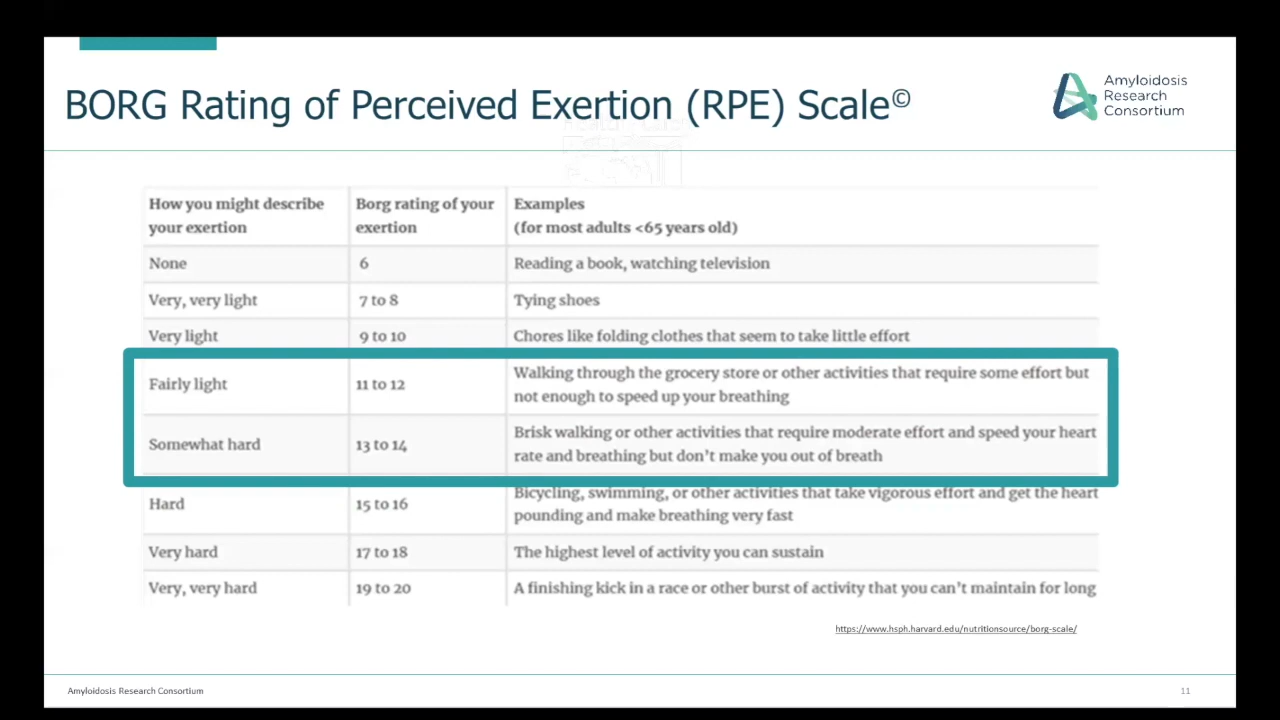 BORG Rating of Perceived Exertion (RPE) Scale©
Amyloidosis
Research
Consortium
How you might describe
your exertion
Borg rating of your
exertion
Examples
(for most adults <65 years old)
None
6
Reading a book, watching television
Very, very light
7 to 8
Tying shoes
Very light
9 to 10
Chores like folding clothes that seem to take little effort
Fairly light
11 to 12
Walking through the grocery store or other activities that require some effort but
not enough to speed up your breathing
Somewhat hard
13 to 14
Brisk walking or other activities that require moderate effort and speed your heart
rate and breathing but don't make you out of breath
Hard
15 to 16
Bicycling, swimming, or other activities that take vigorous effort and get the heart
pounding and make breathing very fast
Very hard
17 to 18
The highest level of activity you can sustain
Very, very hard
19 to 20
A finishing kick in a race or other burst of activity that you can't maintain for long
https://www.hsph.harvard.edu/nutritionsource/borg-scale/
Amyloidosis Research Consortium
11